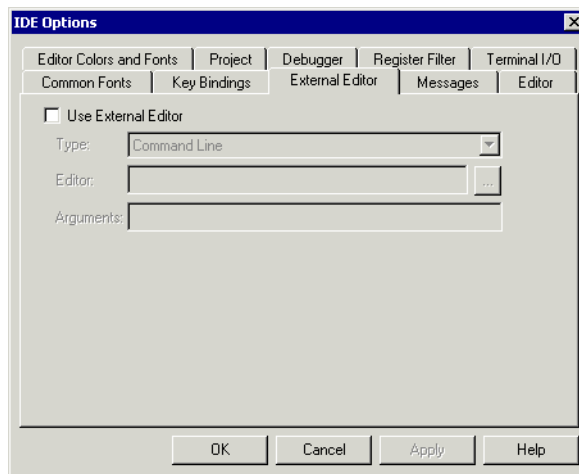 IDE Options
Editor Colors and Fonts Project Debugger Register Filter Terminal I/O
Common Fonts Key Bindings External Editor Messages Editor
Use External Editor
Type: Command Line
Editor: ...
Arguments:
OK Cancel Apply Help